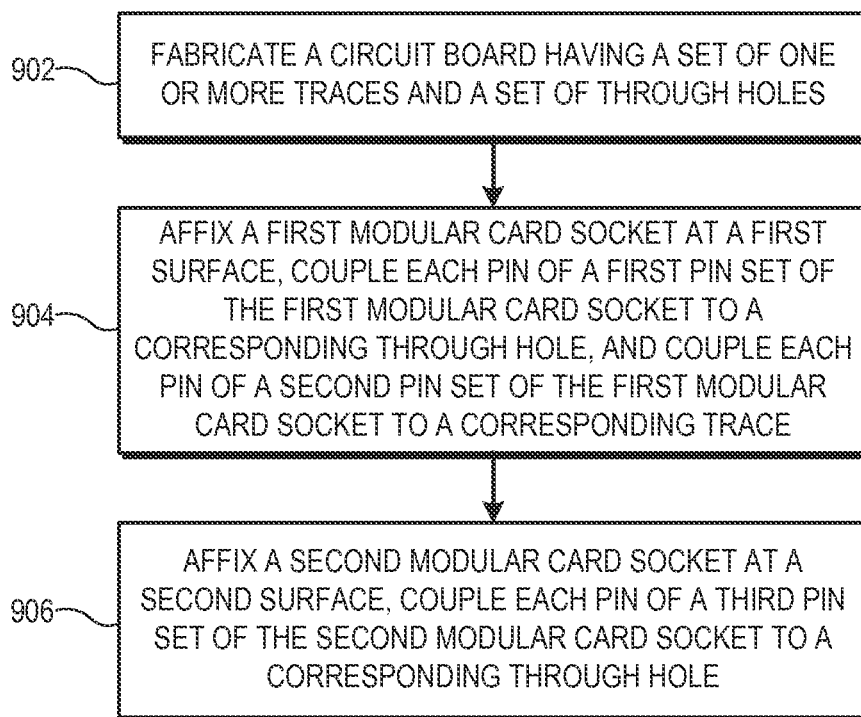 902
FABRICATE A CIRCUIT BOARD HAVING A SET OF ONE
OR MORE TRACES AND A SET OF THROUGH HOLES
904
AFFIX A FIRST MODULAR CARD SOCKET AT A FIRST
SURFACE, COUPLE EACH PIN OF A FIRST PIN SET OF
THE FIRST MODULAR CARD SOCKET TO A
CORRESPONDING THROUGH HOLE, AND COUPLE EACH
PIN OF A SECOND PIN SET OF THE FIRST MODULAR
CARD SOCKET TO A CORRESPONDING TRACE
906
AFFIX A SECOND MODULAR CARD SOCKET AT A
SECOND SURFACE, COUPLE EACH PIN OF A THIRD PIN
SET OF THE SECOND MODULAR CARD SOCKET TO A
CORRESPONDING THROUGH HOLE